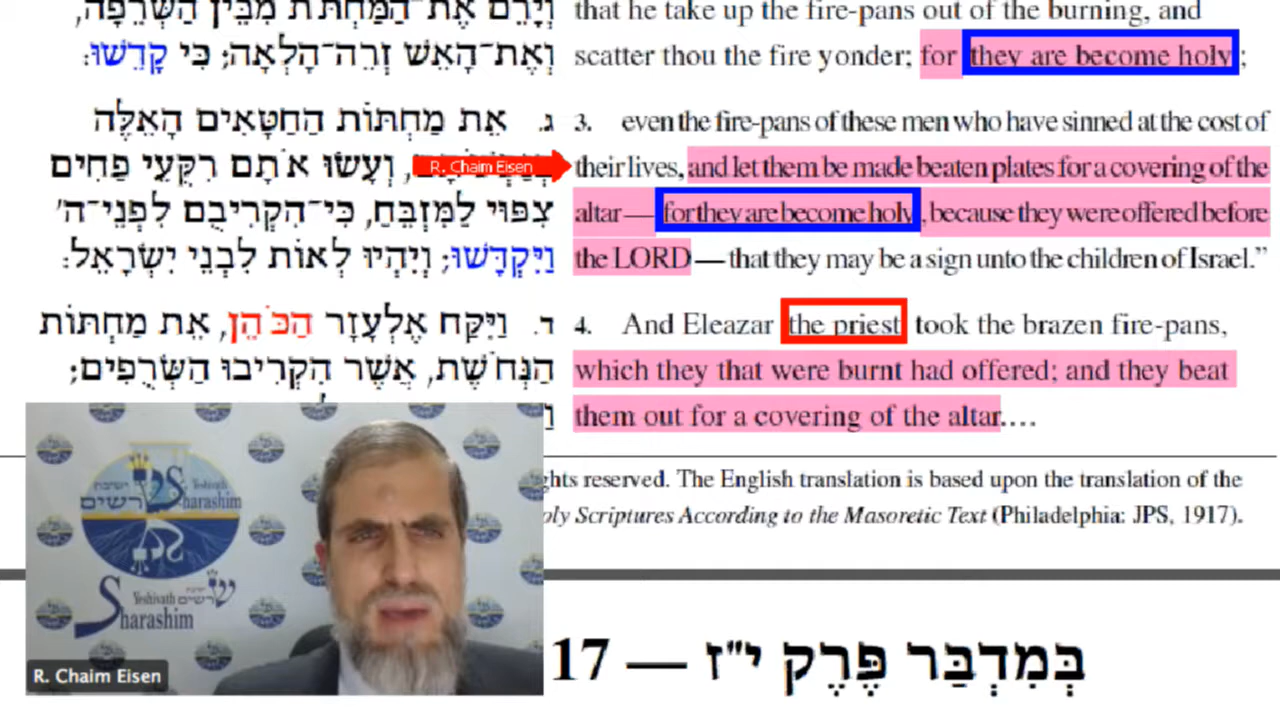 וְיָרֵם אֶת־הַמַּחְתֹּת מִבֵּין הַשְּׂרֵפָה,
וְאֶת־הָאֵשׁ זְרֵה־הָלְאָה; כִּי קָדֵשׁוּ:
ג. אֵת מַחְתּוֹת הַחַטָּאִים הָאֵלֶּה
וְעָשׂוּ אֹתָם רִקֻּעֵי פַחִים
צִפּוּי לַמִּזְבֵּחַ, כִּי־הִקְרִיבֻם לִפְנֵי־ה'
וַיִּקְדָּשׁוּ; וְיִהְיוּ לְאוֹת לִבְנֵי יִשְׂרָאֵל:
ד. וַיִּקַּח אֶלְעָזָר הַכֹּהֵן, אֵת מַחְתּוֹת
הַנְּחֹשֶׁת, אֲשֶׁר הִקְרִיבוּ הַשְּׂרֻפִים;
that he take up the fire-pans out of the burning, and
scatter thou the fire yonder; for they are become holy;
3. even the fire-pans of these men who have sinned at the cost of
R. Chaim Eisen
their lives, and let them be made beaten plates for a covering of the
altar—for they are become holy, because they were offered before
the LORD—that they may be a sign unto the children of Israel.”
4. And Eleazar the priest took the brazen fire-pans,
which they that were burnt had offered; and they beat
them out for a covering of the altar....
reserved. The English translation is based upon the translation of the
Scriptures According to the Masoretic Text (Philadelphia: JPS, 1917).
ישיבת שרשים
Yeshivath Sharashim
Yeshivath ישיבת שרשים
Sharashim
R. Chaim Eisen
17 — בְּמִדְבַּר פֶּרֶק י"ז